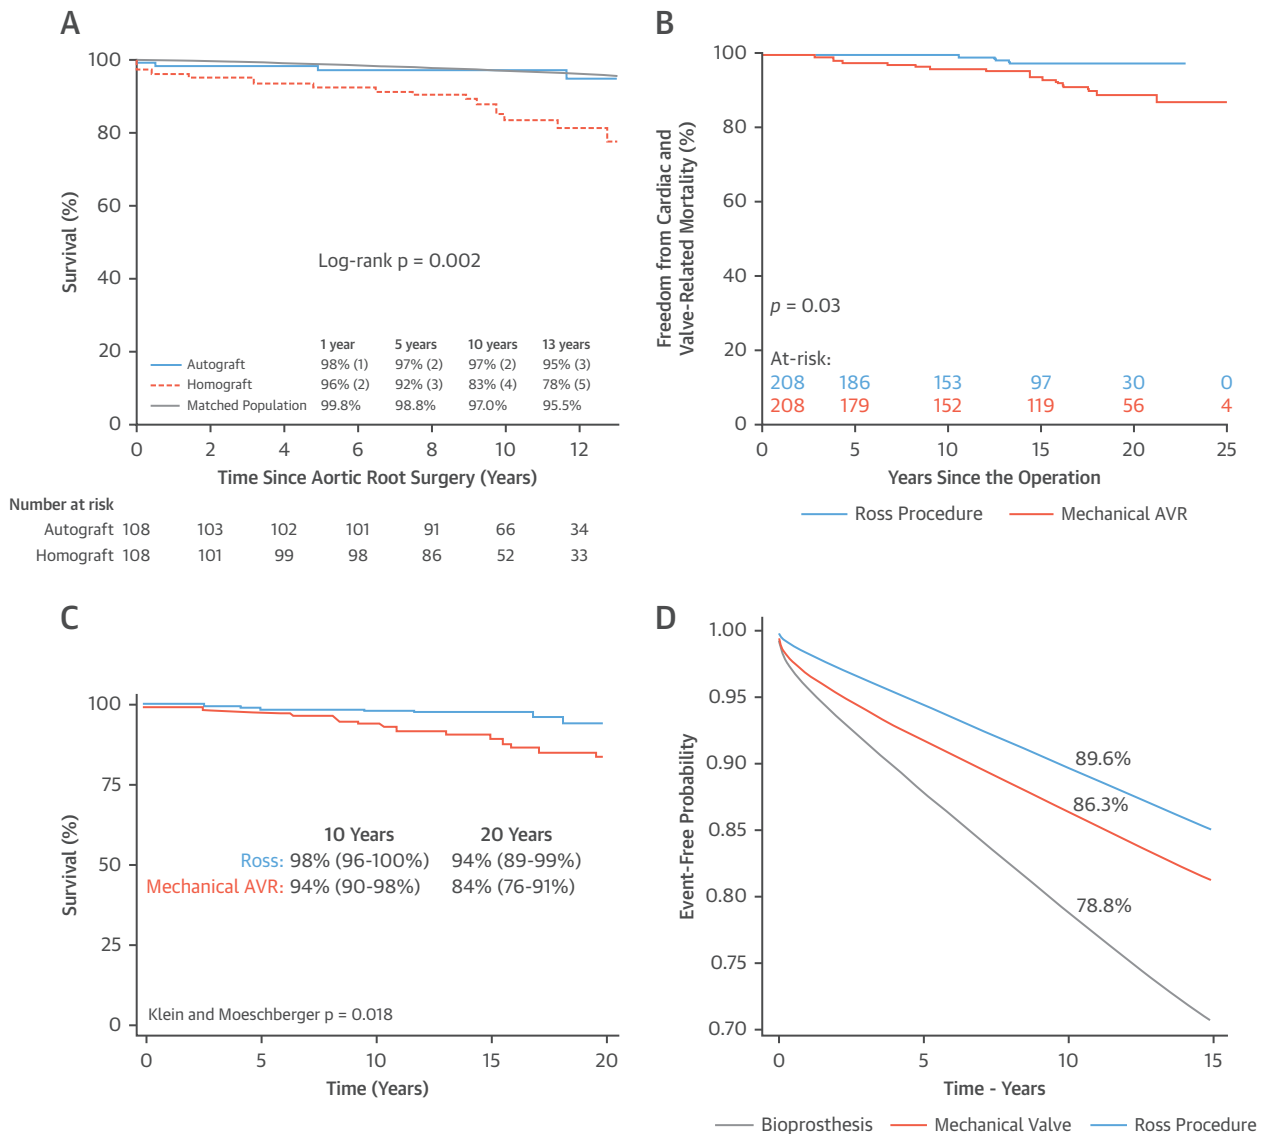 A
100
80
60
40
20
0
Survival (%)
Log-rank p = 0.002
1 year 5 years 10 years 13 years
Autograft 98% (1) 97% (2) 97% (2) 95% (3)
Homograft 96% (2) 92% (3) 83% (4) 78% (5)
Matched Population 99.8% 98.8% 97.0% 95.5%
0 2 4 6 8 10 12
Time Since Aortic Root Surgery (Years)
Number at risk
Autograft 108 103 102 101 91 66 34
Homograft 108 101 99 98 86 52 33
B
100
80
60
40
20
0
Freedom from Cardiac and
Valve-Related Mortality (%)
p = 0.03
At-risk:
208 186 153 97 30 0
208 179 152 119 56 4
0 5 10 15 20 25
Years Since the Operation
Ross Procedure Mechanical AVR
C
100
75
50
25
0
Survival (%)
10 Years 20 Years
Ross: 98% (96-100%) 94% (89-99%)
Mechanical AVR: 94% (90-98%) 84% (76-91%)
Klein and Moeschberger p = 0.018
0 5 10 15 20
Time (Years)
D
1.00
0.95
0.90
0.85
0.80
0.75
0.70
Event-Free Probability
89.6%
86.3%
78.8%
0 5 10 15
Time - Years
Bioprosthesis Mechanical Valve Ross Procedure